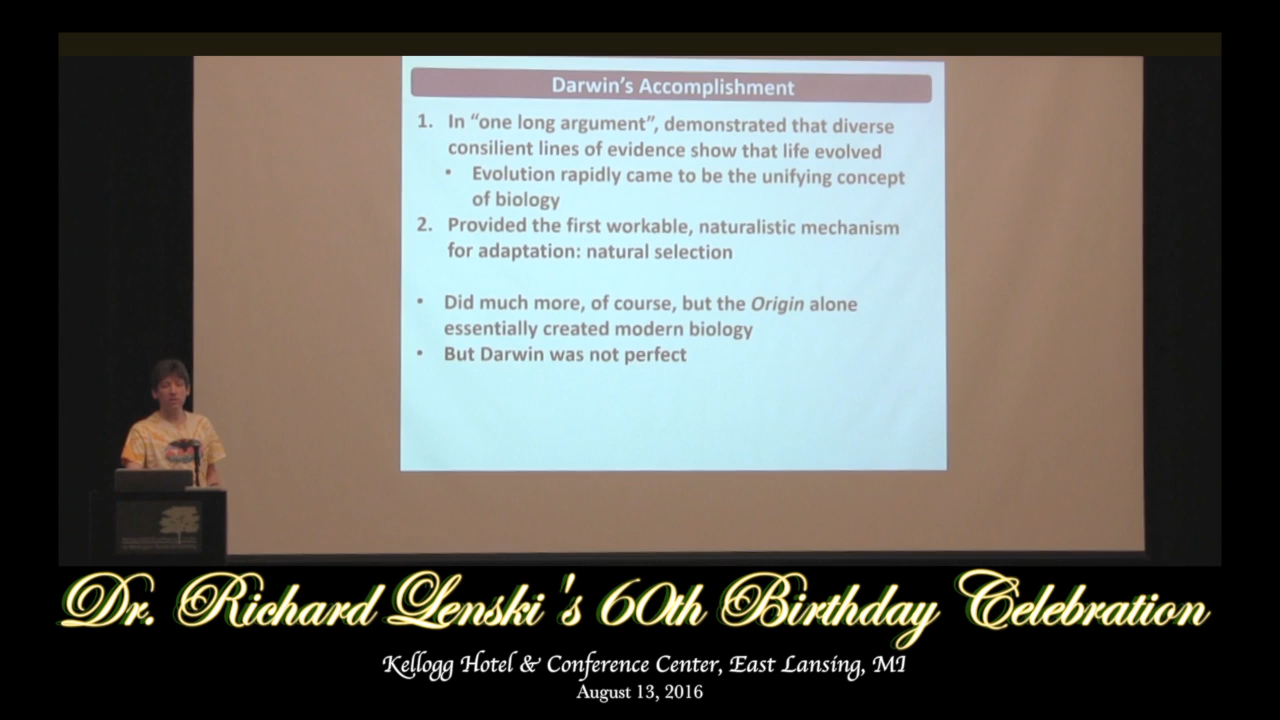 Darwin's Accomplishment
1. In "one long argument", demonstrated that diverse
consilient lines of evidence show that life evolved
• Evolution rapidly came to be the unifying concept
of biology
2. Provided the first workable, naturalistic mechanism
for adaptation: natural selection
• Did much more, of course, but the Origin alone
essentially created modern biology
• But Darwin was not perfect
Dr. Richard Lenski's 60th Birthday Celebration
Kellogg Hotel & Conference Center, East Lansing, MI
August 13, 2016